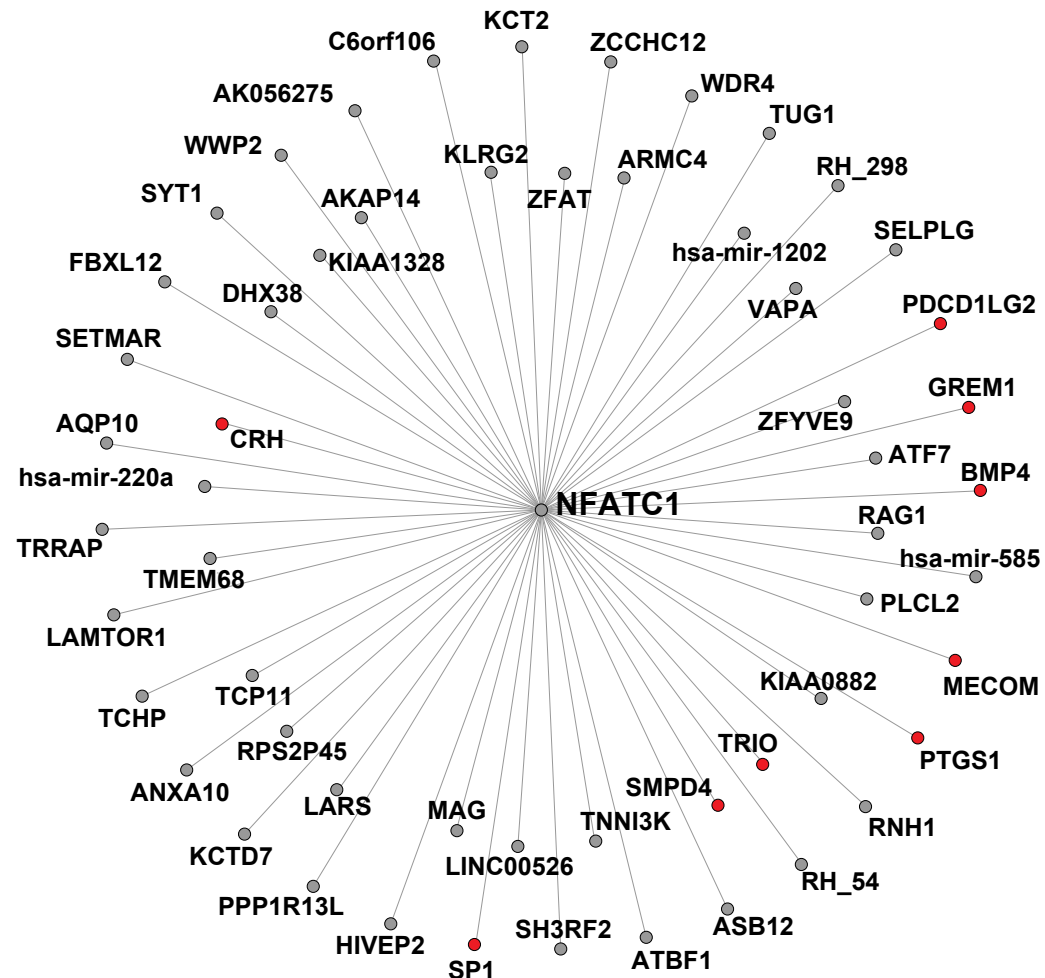 KCT2
C6orf106
ZCCHC12
WDR4
AK056275
TUG1
WWP2
KLRG2
ARMC4
RH_298
SYT1
AKAP14
ZFAT
SELPLG
hsa-mir-1202
FBXL12
KIAA1328
DHX38
VAPA
PDCD1LG2
SETMAR
GREM1
AQP10
CRH
ZFYVE9
ATF7
BMP4
hsa-mir-220a
NFATC1
RAG1
TRRAP
hsa-mir-585
TMEM68
PLCL2
LAMTOR1
KIAA0882
MECOM
TCP11
TCHP
TRIO
RPS2P45
PTGS1
ANXA10
SMPD4
LARS
MAG
TNNI3K
RNH1
KCTD7
LINC00526
RH_54
PPP1R13L
SH3RF2
ASB12
HIVEP2
ATBF1
SP1